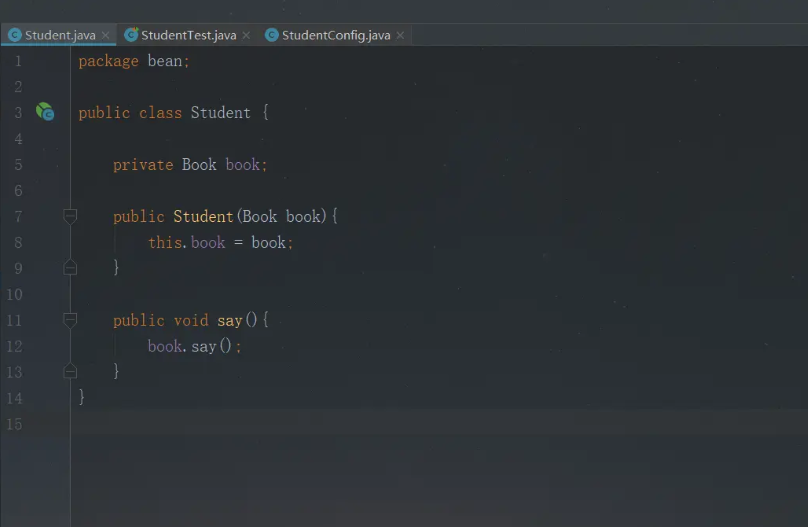 Student.java StudentTest.java StudentConfig.java
1 package bean;
2
3 public class Student {
4
5 private Book book;
6
7 public Student(Book book){
8 this.book = book;
9 }
10
11 public void say(){
12 book.say();
13 }
14 }
15